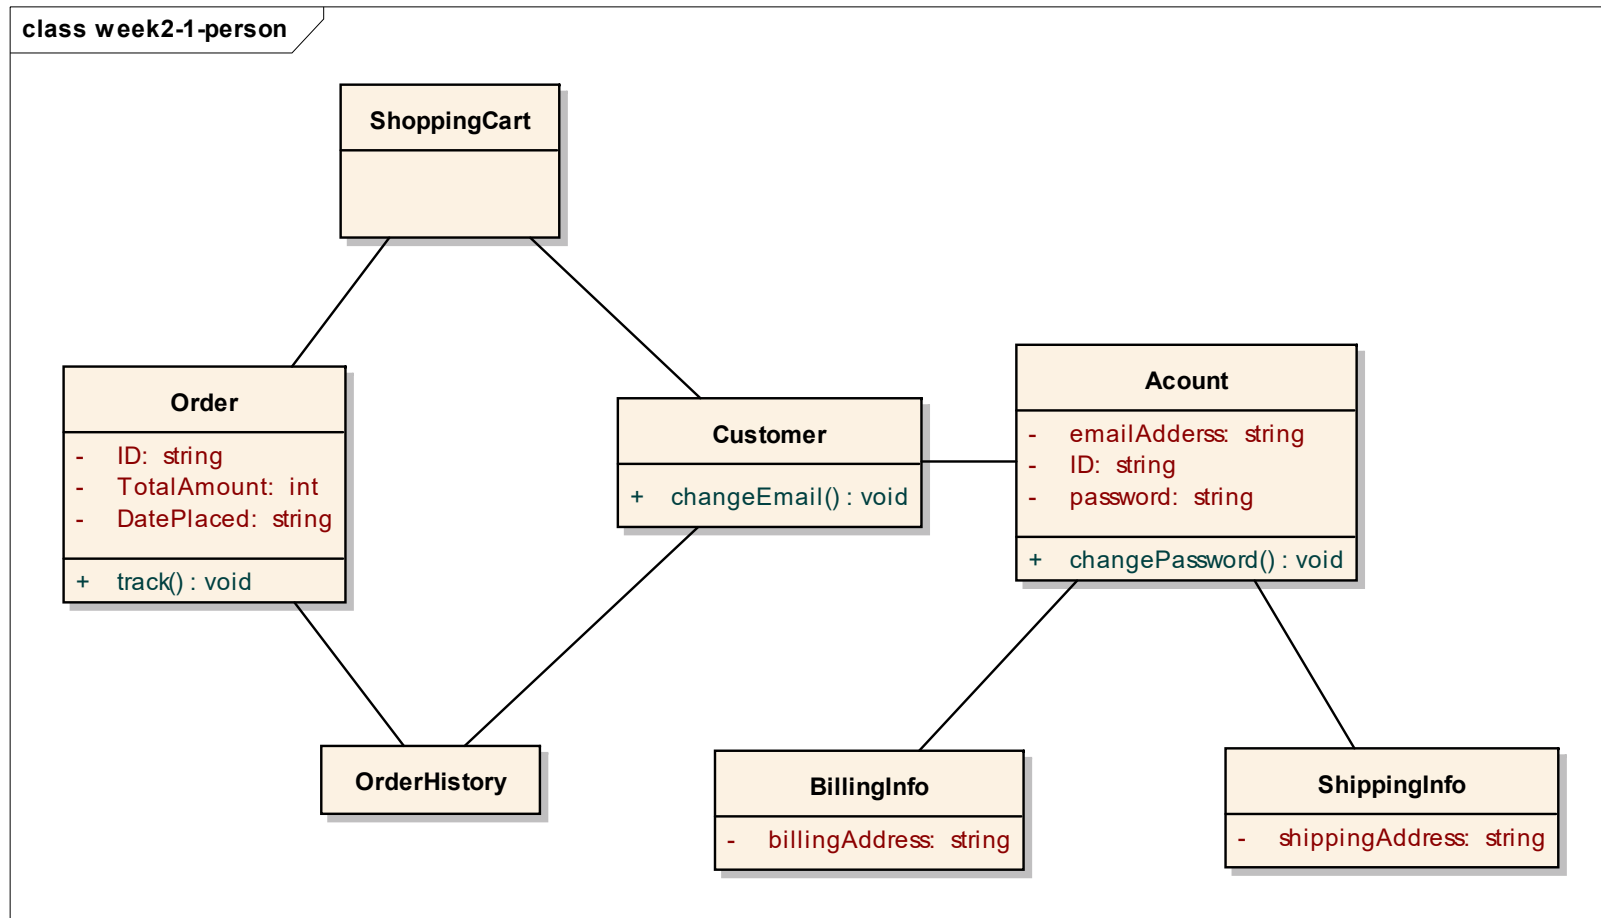 class week2-1-person
ShoppingCart
Order
- ID: string
- TotalAmount: int
- DatePlaced: string
+ track() : void
Customer
+ changeEmail() : void
Acount
- emailAdderss: string
- ID: string
- password: string
+ changePassword() : void
OrderHistory
BillingInfo
- billingAddress: string
ShippingInfo
- shippingAddress: string